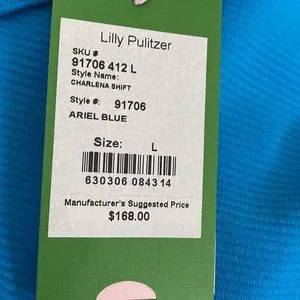 Lilly Pulitzer
SKU #
91706 412 L
Style Name:
CHARLENA SHIFT
Style #: 91706
ARIEL BLUE
Size: L
630306 084314
Manufacturer's Suggested Price
$168.00